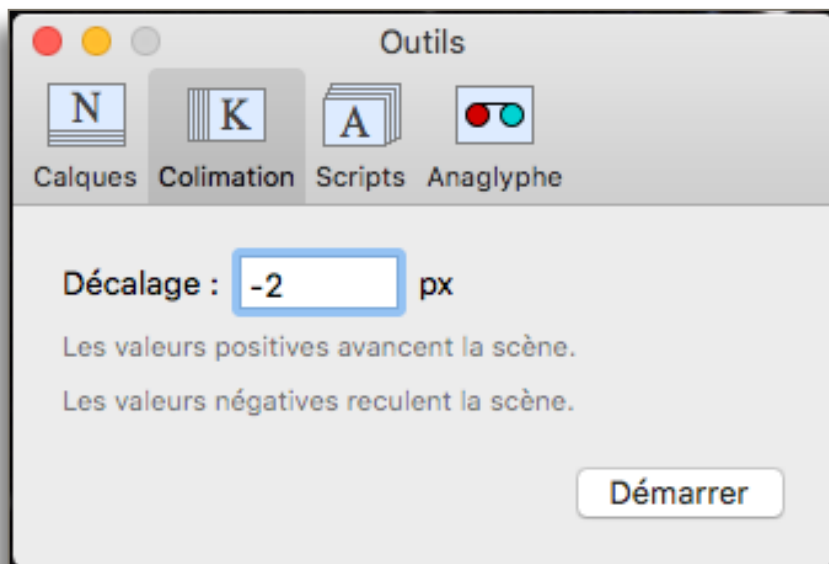 Outils
N K A
Calques Colimation Scripts Anaglyphe
Décalage : -2 px
Les valeurs positives avancent la scène.
Les valeurs négatives reculent la scène.
Démarrer